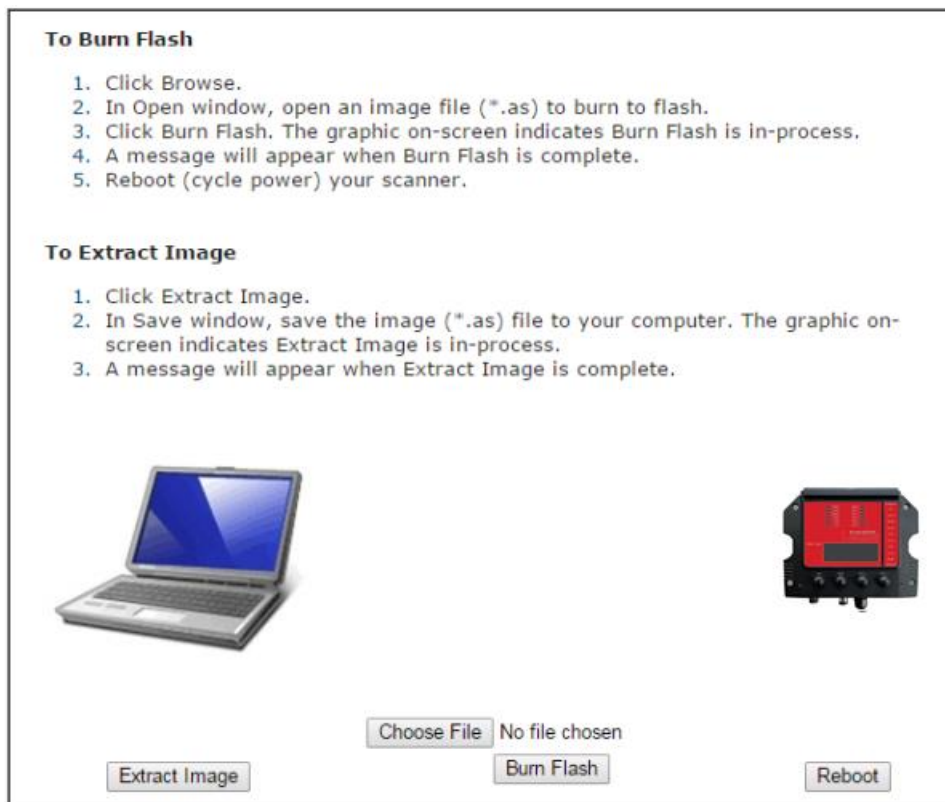 To Burn Flash
1. Click Browse.
2. In Open window, open an image file (*.as) to burn to flash.
3. Click Burn Flash. The graphic on-screen indicates Burn Flash is in-process.
4. A message will appear when Burn Flash is complete.
5. Reboot (cycle power) your scanner.
To Extract Image
1. Click Extract Image.
2. In Save window, save the image (*.as) file to your computer. The graphic on-
screen indicates Extract Image is in-process.
3. A message will appear when Extract Image is complete.
Choose File No file chosen
Extract Image Burn Flash Reboot